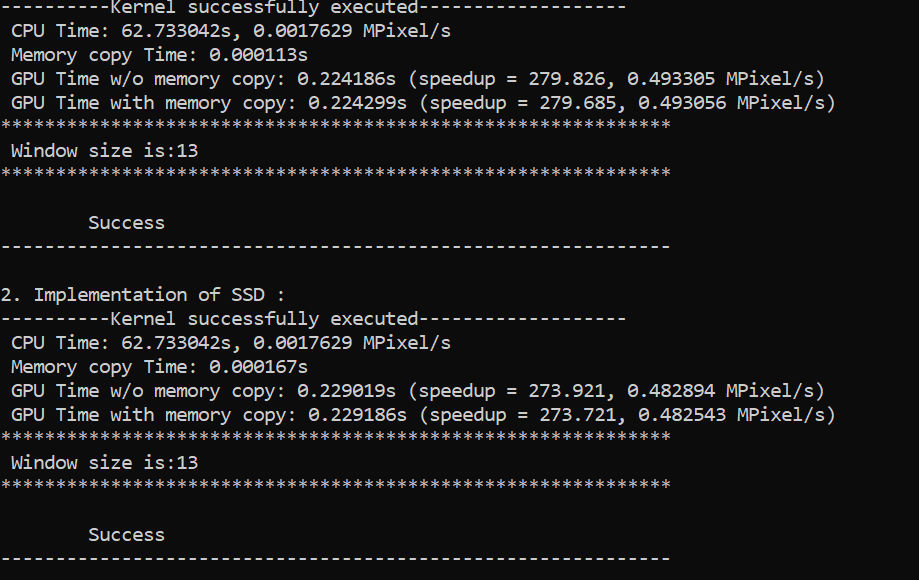 ----------Kernel successfully executed-------------------
CPU Time: 62.733042s, 0.0017629 MPixel/s
Memory copy Time: 0.000113s
GPU Time w/o memory copy: 0.224186s (speedup = 279.826, 0.493305 MPixel/s)
GPU Time with memory copy: 0.224299s (speedup = 279.685, 0.493056 MPixel/s)
*************************************************************
Window size is:13
*************************************************************
Success
-------------------------------------------------------------
2. Implementation of SSD :
----------Kernel successfully executed-------------------
CPU Time: 62.733042s, 0.0017629 MPixel/s
Memory copy Time: 0.000167s
GPU Time w/o memory copy: 0.229019s (speedup = 273.921, 0.482894 MPixel/s)
GPU Time with memory copy: 0.229186s (speedup = 273.721, 0.482543 MPixel/s)
*************************************************************
Window size is:13
*************************************************************
Success
-------------------------------------------------------------